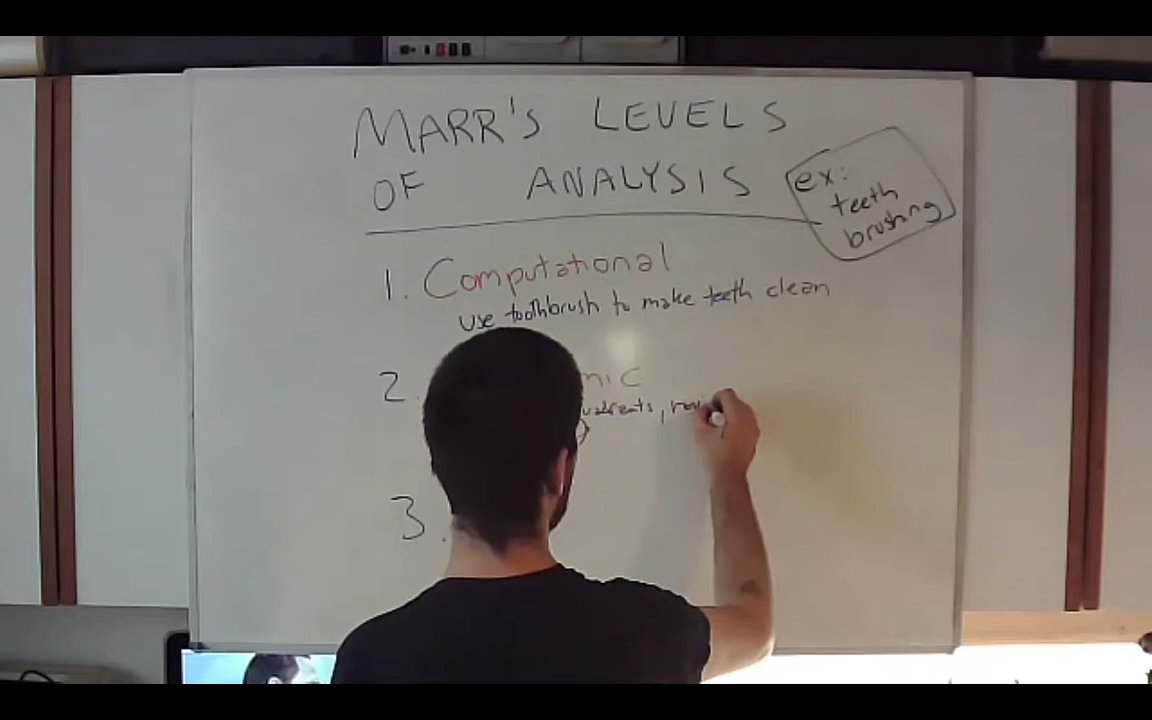 MARR'S LEVELS
OF ANALYSIS
ex:
teeth
brushing
1. Computational
use toothbrush to make teeth clean
2.
3.